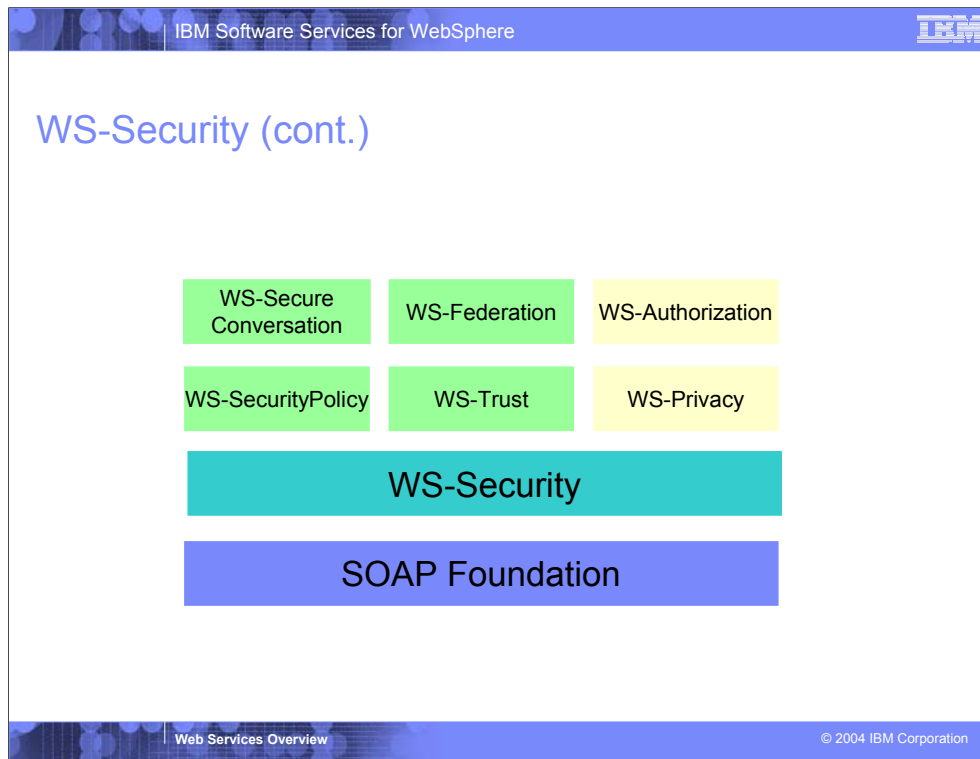 IBM Software Services for WebSphere
IBM
WS-Security (cont.)
WS-Secure
Conversation
WS-Federation
WS-Authorization
WS-SecurityPolicy
WS-Trust
WS-Privacy
WS-Security
SOAP Foundation
Web Services Overview
© 2004 IBM Corporation